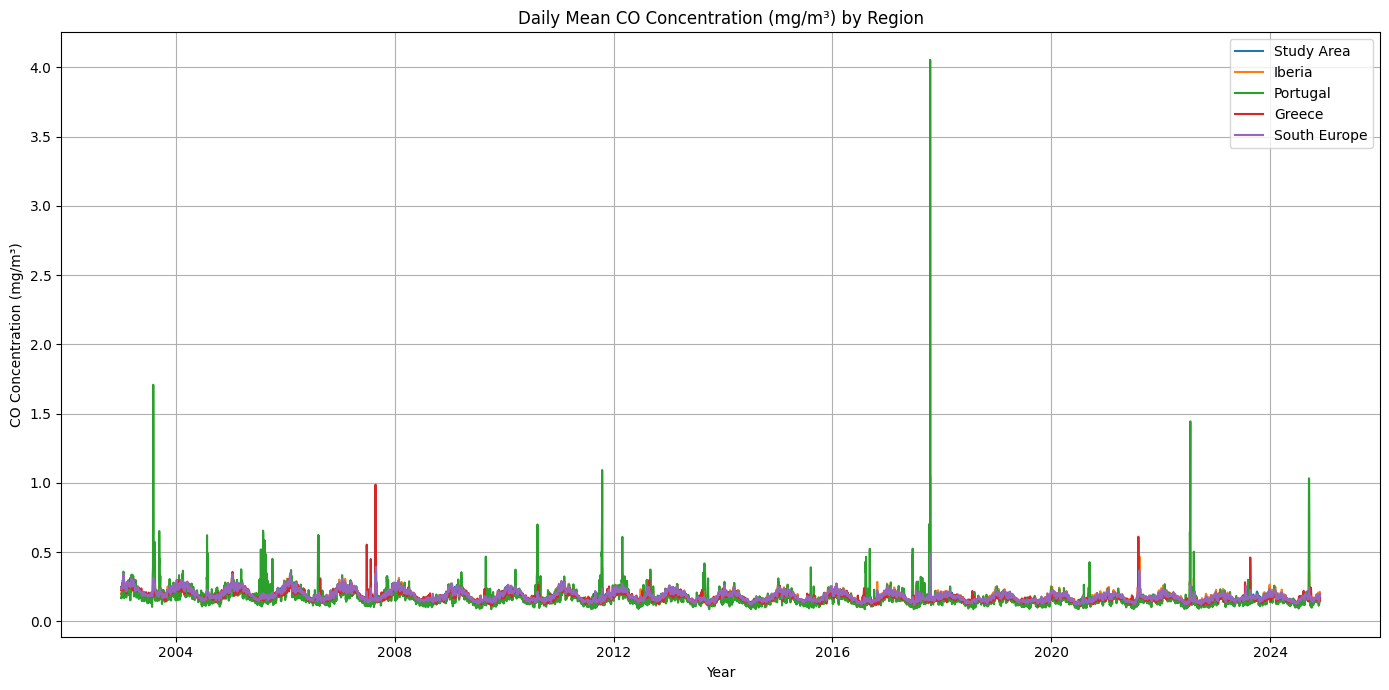 Daily Mean CO Concentration (mg/m³) by Region
CO Concentration (mg/m³)
4.0
3.5
3.0
2.5
2.0
1.5
1.0
0.5
0.0
Study Area
Iberia
Portugal
Greece
South Europe
2004
2008
2012
2016
2020
2024
Year